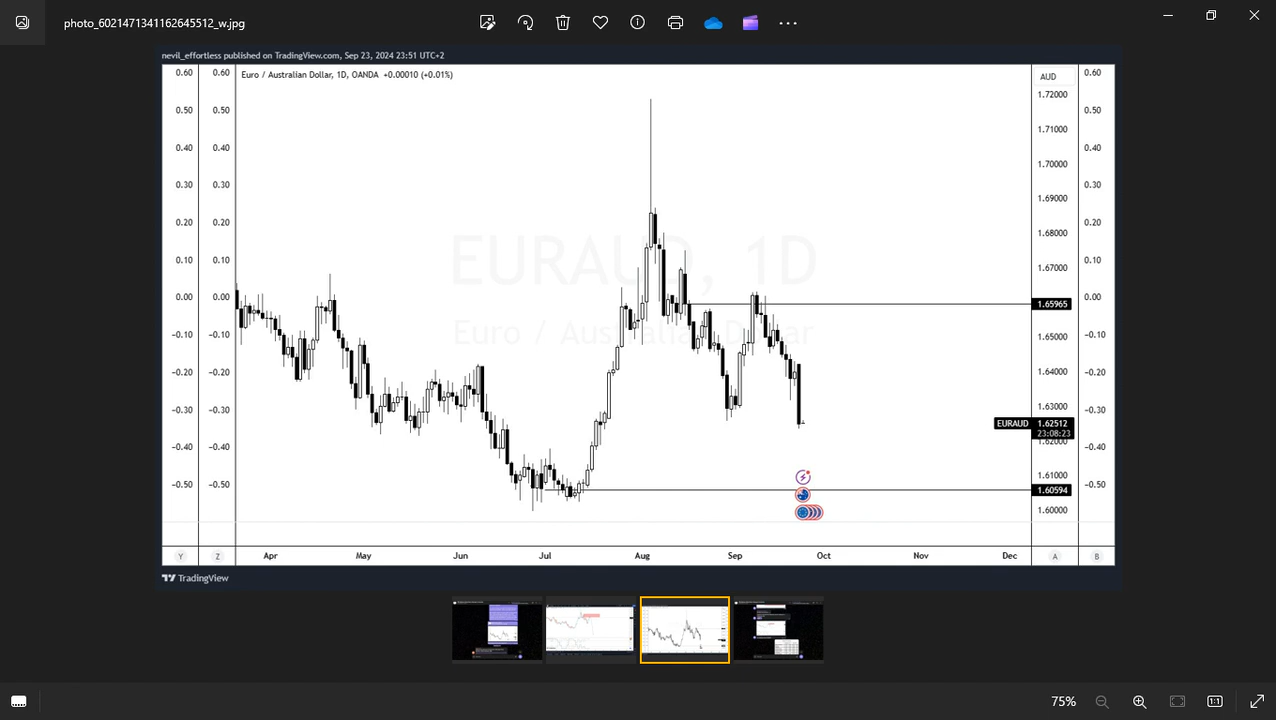 photo_6021471341162645512_w.jpg
nevil_effortless published on TradingView.com, Sep 23, 2024 23:51 UTC+2
Euro / Australian Dollar, 1D, OANDA +0.00010 (+0.01%)
EURAUD, 1D
Euro / Australian Dollar
0.60 0.60 AUD 0.60
1.72000
0.50 0.50 1.71000 0.50
0.40 0.40 1.70000 0.40
0.30 0.30 1.69000 0.30
0.20 0.20 1.68000 0.20
0.10 0.10 1.67000 0.10
0.00 0.00 1.65965 0.00
−0.10 −0.10 1.65000 −0.10
−0.20 −0.20 1.64000 −0.20
−0.30 −0.30 1.63000 −0.30
EURAUD 1.62512
23:08:23
1.62000
−0.40 −0.40 −0.40
1.61000
−0.50 −0.50 1.60594 −0.50
1.60000
Y Z Apr May Jun Jul Aug Sep Oct Nov Dec A B
TradingView
75% 1:1